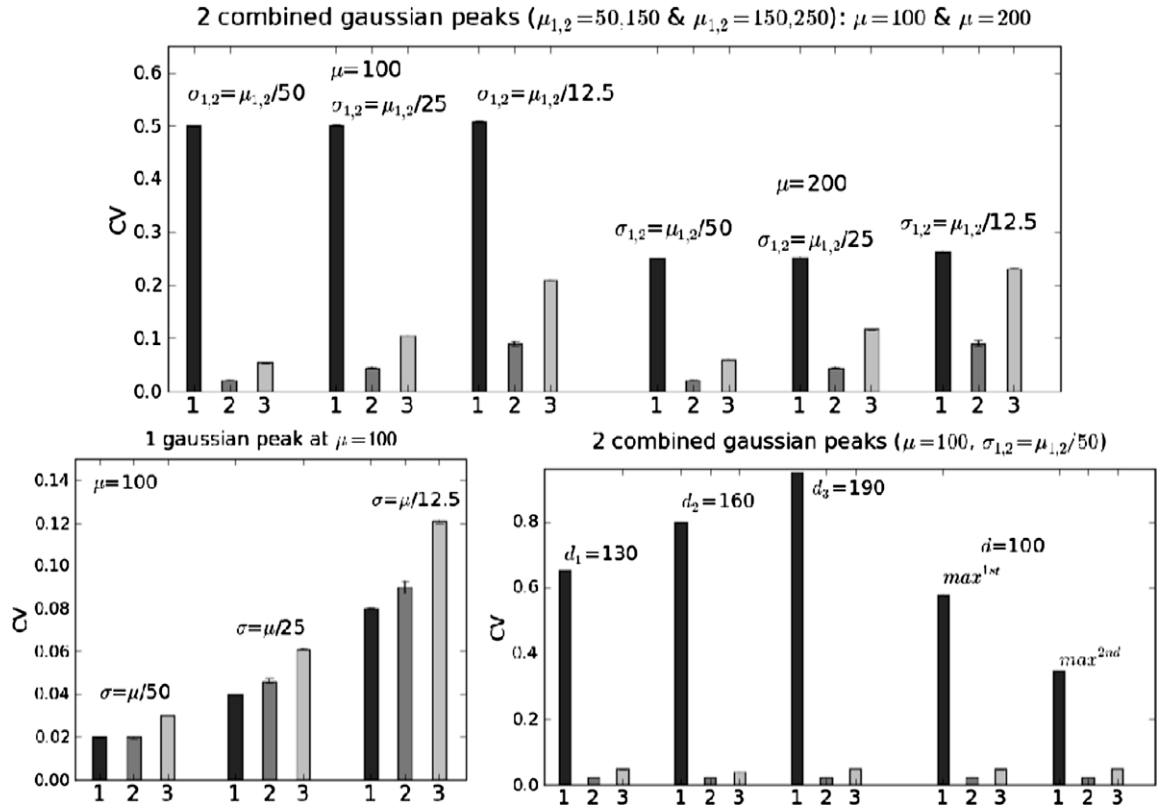 2 combined gaussian peaks (μ1,2=50,150 & μ1,2=150,250): μ=100 & μ=200
0.6
0.5
0.4
0.3
0.2
0.1
0.0
CV
σ1,2=μ1,2/50
μ=100
σ1,2=μ1,2/25
σ1,2=μ1,2/12.5
μ=200
σ1,2=μ1,2/50
σ1,2=μ1,2/25
σ1,2=μ1,2/12.5
1 2 3 1 2 3 1 2 3 1 2 3 1 2 3 1 2 3
1 gaussian peak at μ=100
0.14
0.12
0.10
0.08
0.06
0.04
0.02
0.00
CV
μ=100
σ=μ/12.5
σ=μ/25
σ=μ/50
1 2 3 1 2 3 1 2 3
2 combined gaussian peaks (μ=100, σ1,2=μ1,2/50)
0.8
0.6
0.4
0.2
0.0
CV
d1=130
d2=160
d3=190
d=100
max1st
max2nd
1 2 3 1 2 3 1 2 3 1 2 3 1 2 3